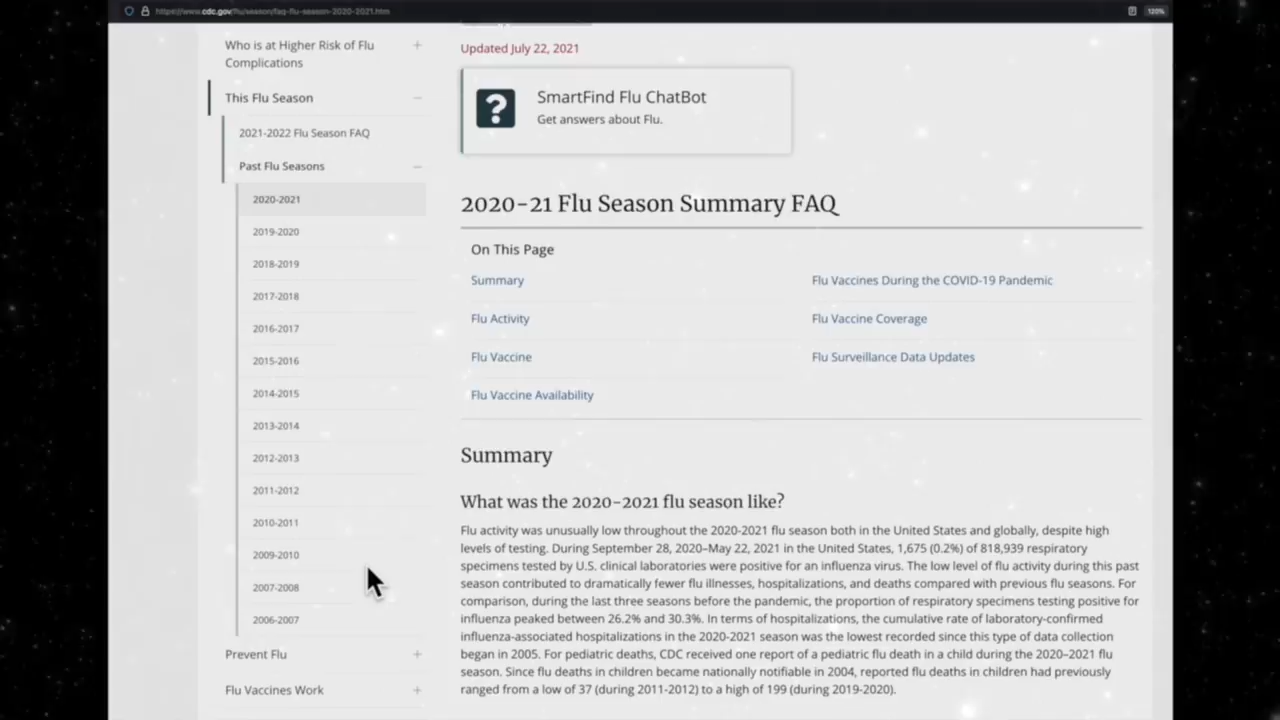 https://www.cdc.gov/flu/season/faq-flu-season-2020-2021.htm
120%
Who is at Higher Risk of Flu
Complications
This Flu Season
2021-2022 Flu Season FAQ
Past Flu Seasons
2020-2021
2019-2020
2018-2019
2017-2018
2016-2017
2015-2016
2014-2015
2013-2014
2012-2013
2011-2012
2010-2011
2009-2010
2007-2008
2006-2007
Prevent Flu
Flu Vaccines Work
Updated July 22, 2021
SmartFind Flu ChatBot
Get answers about Flu.
2020-21 Flu Season Summary FAQ
On This Page
Summary
Flu Activity
Flu Vaccine
Flu Vaccine Availability
Flu Vaccines During the COVID-19 Pandemic
Flu Vaccine Coverage
Flu Surveillance Data Updates
Summary
What was the 2020-2021 flu season like?
Flu activity was unusually low throughout the 2020-2021 flu season both in the United States and globally, despite high
levels of testing. During September 28, 2020–May 22, 2021 in the United States, 1,675 (0.2%) of 818,939 respiratory
specimens tested by U.S. clinical laboratories were positive for an influenza virus. The low level of flu activity during this past
season contributed to dramatically fewer flu illnesses, hospitalizations, and deaths compared with previous flu seasons. For
comparison, during the last three seasons before the pandemic, the proportion of respiratory specimens testing positive for
influenza peaked between 26.2% and 30.3%. In terms of hospitalizations, the cumulative rate of laboratory-confirmed
influenza-associated hospitalizations in the 2020-2021 season was the lowest recorded since this type of data collection
began in 2005. For pediatric deaths, CDC received one report of a pediatric flu death in a child during the 2020–2021 flu
season. Since flu deaths in children became nationally notifiable in 2004, reported flu deaths in children had previously
ranged from a low of 37 (during 2011-2012) to a high of 199 (during 2019-2020).